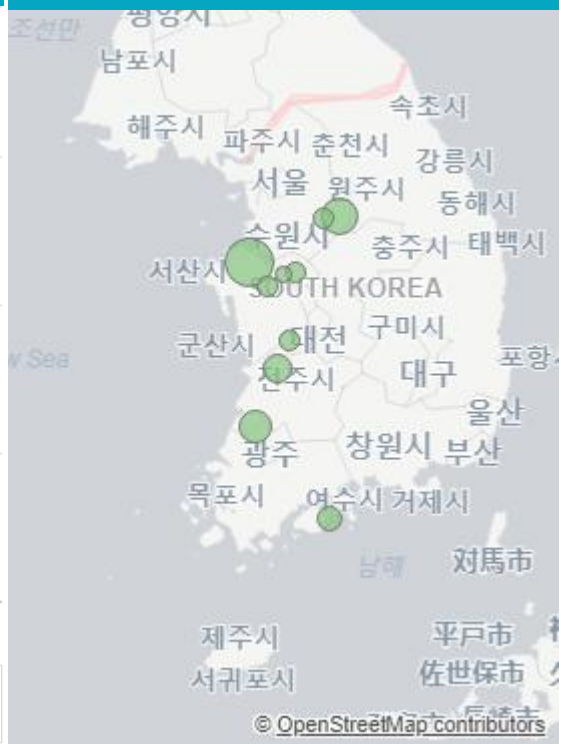 평양시
조선만
남포시
속초시
해주시
파주시 춘천시
강릉시
서울 원주시
동해시
수원시
충주시 태백시
서산시
SOUTH KOREA
구미시
군산시 대전
w Sea
포항
전주시 대구
울산
광주 창원시 부산
목포시 여수시 거제시
남해 対馬市
제주시 平戸市
서귀포시 佐世保市
© OpenStreetMap contributors